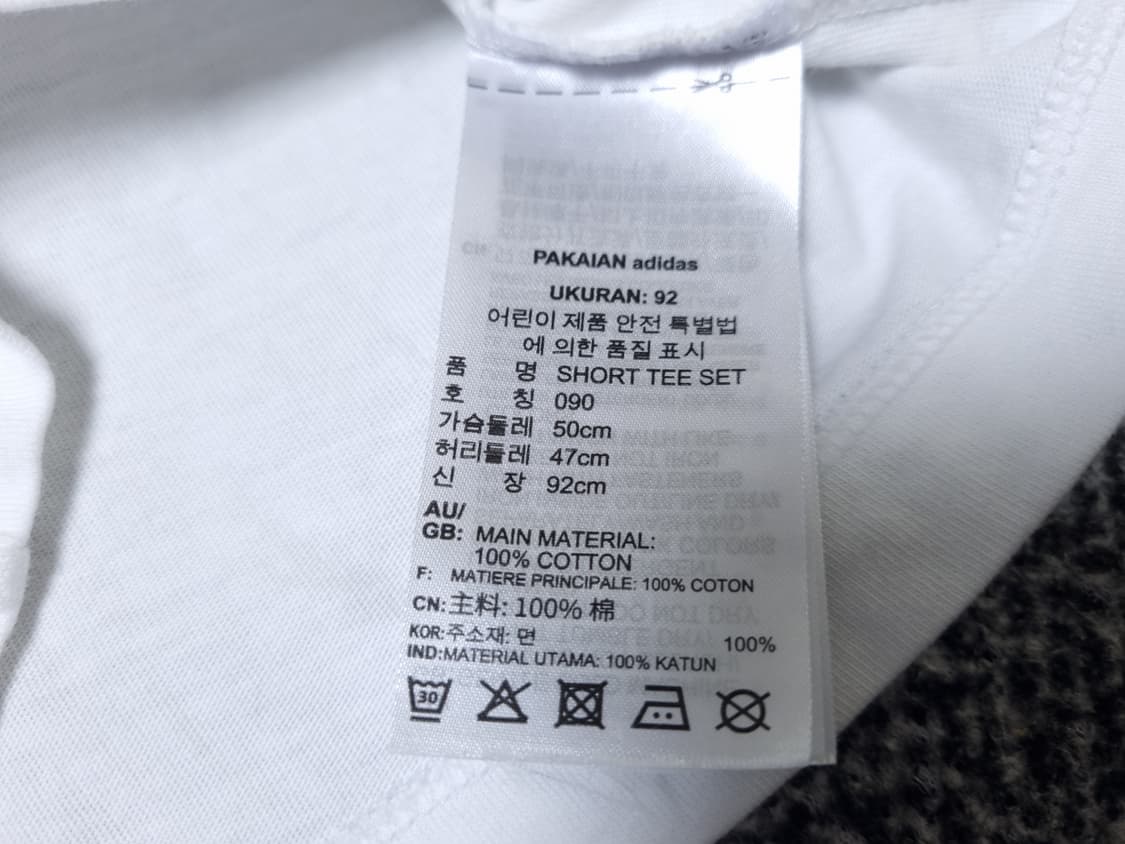 PAKAIAN adidas
UKURAN: 92
어린이 제품 안전 특별법
에 의한 품질 표시
품 명 SHORT TEE SET
호 칭 090
가슴둘레 50cm
허리둘레 47cm
신 장 92cm
AU/
GB: MAIN MATERIAL:
100% COTTON
F: MATIERE PRINCIPALE: 100% COTON
CN:主料: 100% 棉
KOR:주소재: 면 100%
IND:MATERIAL UTAMA: 100% KATUN
30